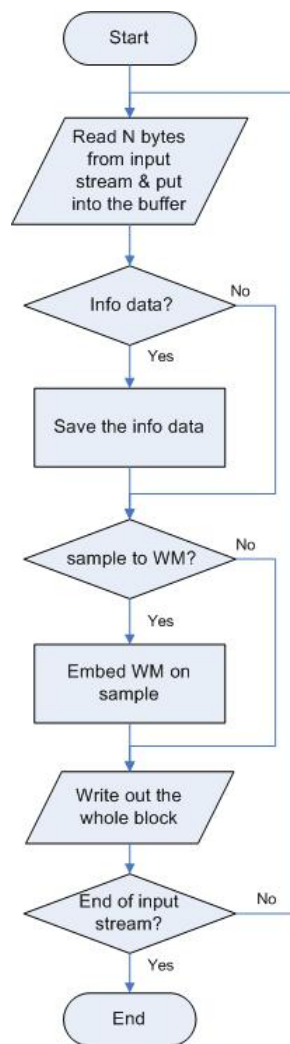 Start
Read N bytes
from input
stream & put
into the buffer
Info data?
No
Yes
Save the info data
sample to WM?
No
Yes
Embed WM on
sample
Write out the
whole block
End of input
stream?
No
Yes
End